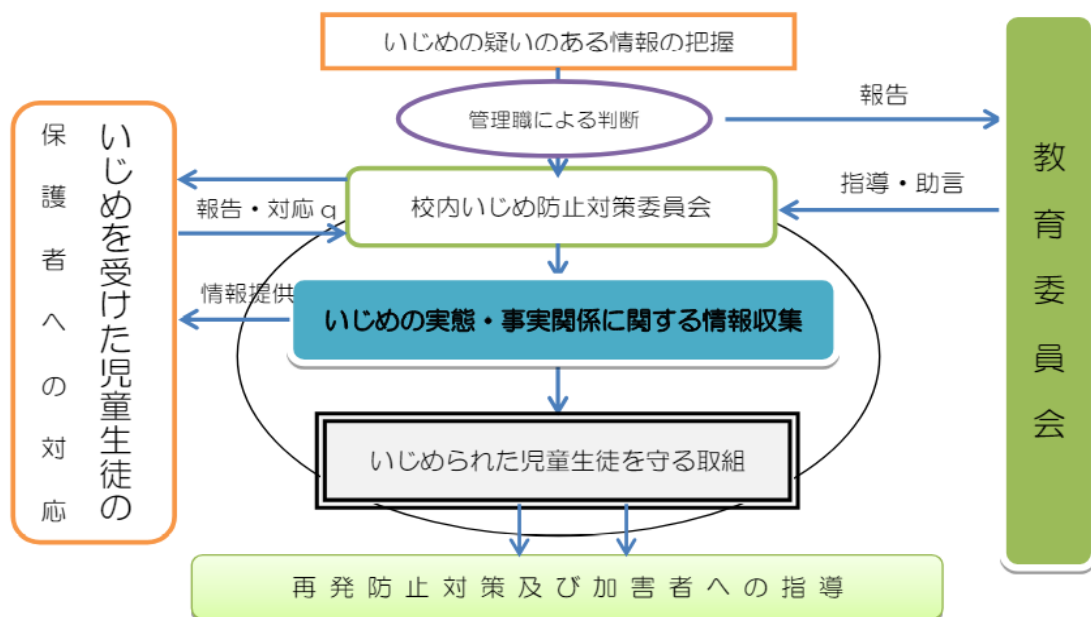 いじめの疑いのある情報の把握
管理職による判断
報告
教育委員会
指導・助言
校内いじめ防止対策委員会
いじめを受けた児童生徒の
保護者への対応
報告・対応q
情報提供
いじめの実態・事実関係に関する情報収集
いじめられた児童生徒を守る取組
再発防止対策及び加害者への指導